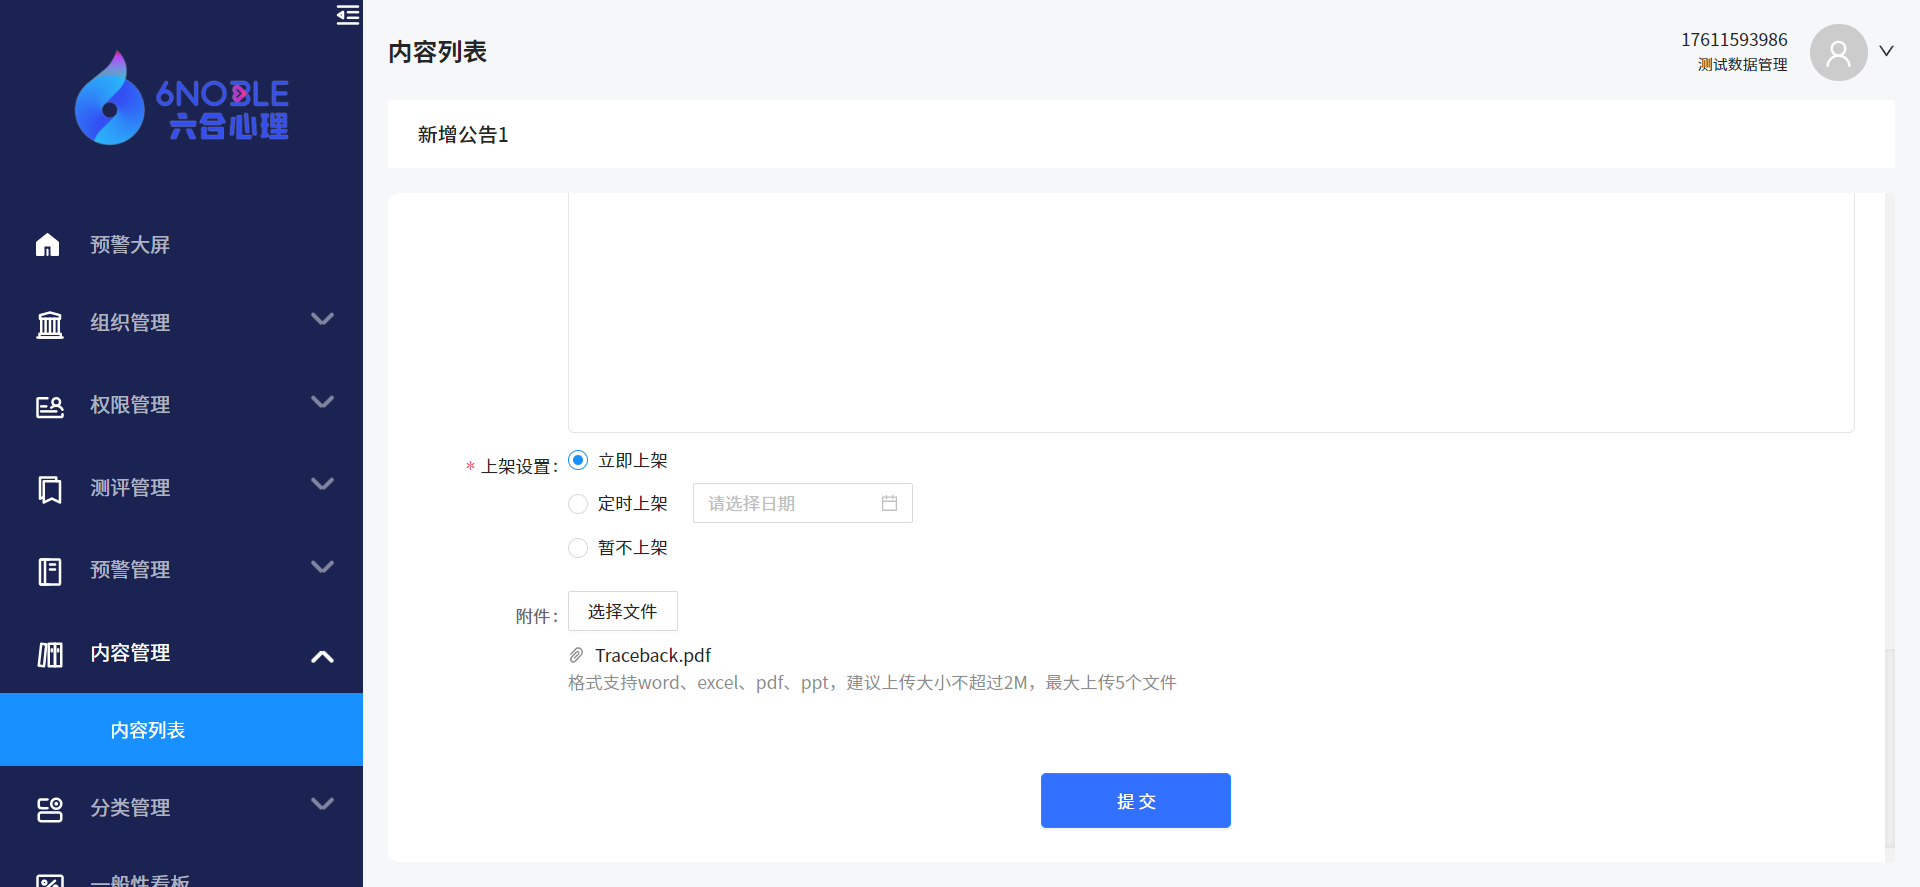 6NOBLE
六合心理
预警大屏
组织管理
权限管理
测评管理
预警管理
内容管理
内容列表
分类管理
一般性看板
内容列表
17611593986
测试数据管理
新增公告1
* 上架设置：
立即上架
定时上架
请选择日期
暂不上架
附件：
选择文件
Traceback.pdf
格式支持word、excel、pdf、ppt，建议上传大小不超过2M，最大上传5个文件
提 交